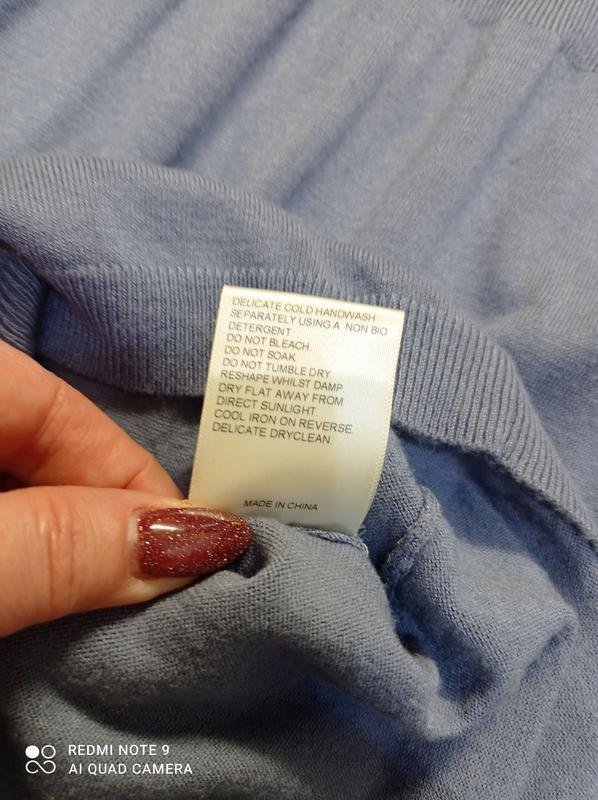 DELICATE COLD HANDWASH
SEPARATELY USING A NON BIO
DETERGENT
DO NOT BLEACH.
DO NOT SOAK.
DO NOT TUMBLE DRY
RESHAPE WHILST DAMP.
DRY FLAT AWAY FROM
DIRECT SUNLIGHT.
COOL IRON ON REVERSE.
DELICATE DRYCLEAN.
MADE IN CHINA
REDMI NOTE 9
AI QUAD CAMERA